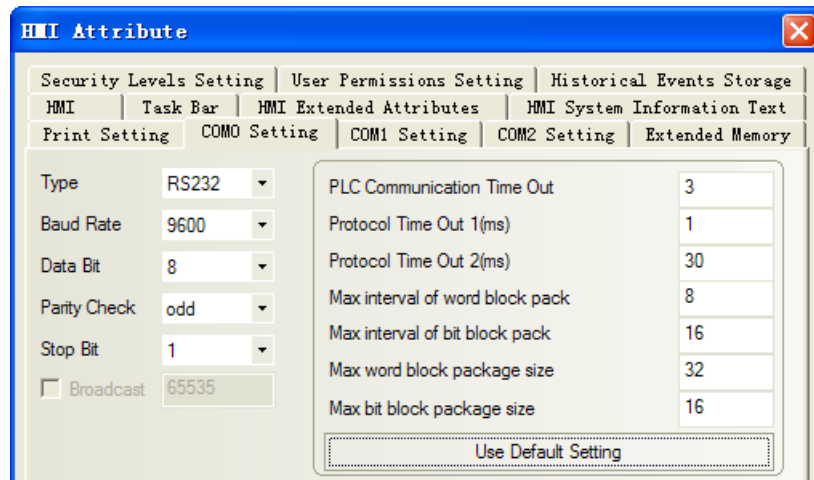 HMI Attribute
Security Levels Setting User Permissions Setting Historical Events Storage
HMI Task Bar HMI Extended Attributes HMI System Information Text
Print Setting COM0 Setting COM1 Setting COM2 Setting Extended Memory
Type RS232
Baud Rate 9600
Data Bit 8
Parity Check odd
Stop Bit 1
Broadcast 65535
PLC Communication Time Out 3
Protocol Time Out 1(ms) 1
Protocol Time Out 2(ms) 30
Max interval of word block pack 8
Max interval of bit block pack 16
Max word block package size 32
Max bit block package size 16
Use Default Setting